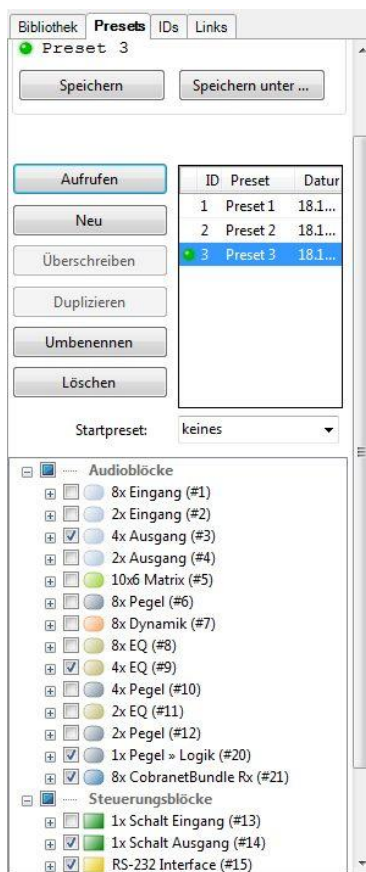 Bibliothek Presets IDs Links
Preset 3
Speichern Speichern unter ...
Aufrufen
Neu
Überschreiben
Duplizieren
Umbenennen
Löschen
ID Preset Datur
1 Preset 1 18.1...
2 Preset 2 18.1...
3 Preset 3 18.1...
Startpreset: keines
Audioblöcke
8x Eingang (#1)
2x Eingang (#2)
4x Ausgang (#3)
2x Ausgang (#4)
10x6 Matrix (#5)
8x Pegel (#6)
8x Dynamik (#7)
8x EQ (#8)
4x EQ (#9)
4x Pegel (#10)
2x EQ (#11)
2x Pegel (#12)
1x Pegel » Logik (#20)
8x CobranetBundle Rx (#21)
Steuerungsblöcke
1x Schalt Eingang (#13)
1x Schalt Ausgang (#14)
RS-232 Interface (#15)